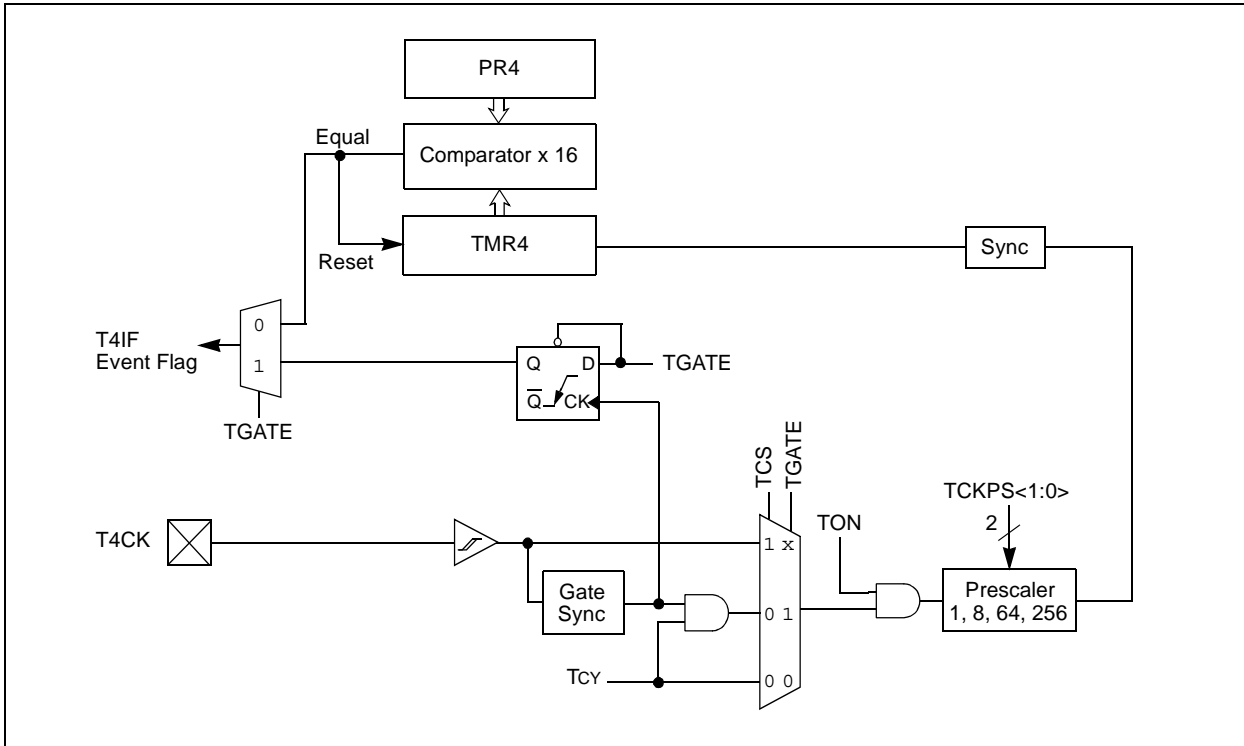 PR4
Equal
Comparator x 16
TMR4
Reset
Sync
T4IF
Event Flag
0
1
TGATE
Q
D
Q̅
CK
TGATE
TCS
TGATE
TCKPS<1:0>
2
TON
T4CK
1 x
Gate
Sync
0 1
Prescaler
1, 8, 64, 256
TCY
0 0